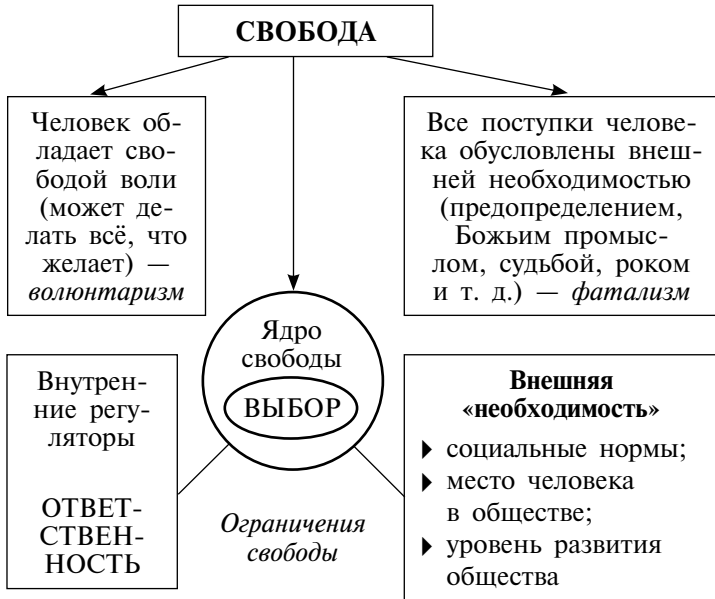 СВОБОДА
Человек об-
ладает сво-
бодой воли
(может де-
лать всё, что
желает) —
волюнтаризм
Все поступки челове-
ка обусловлены внеш-
ней необходимостью
(предопределением,
Божьим промыс-
лом, судьбой, роком
и т. д.) — фатализм
Ядро
свободы
ВЫБОР
Внутрен-
ние регу-
ляторы
ОТВЕТ-
СТВЕН-
НОСТЬ
Ограничения
свободы
Внешняя
«необходимость»
социальные нормы;
место человека
в обществе;
уровень развития
общества